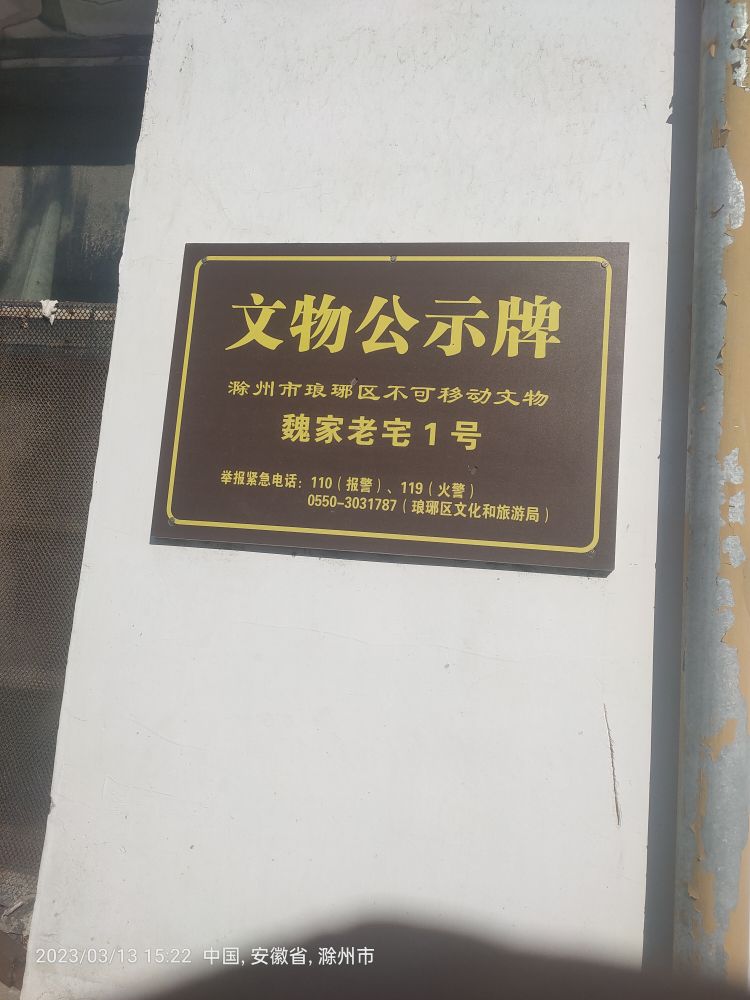 文物公示牌
滁州市琅琊区不可移动文物
魏家老宅1号
举报紧急电话：110（报警）、119（火警）
0550-3031787（琅琊区文化和旅游局）
2023/03/13 15:22 中国, 安徽省, 滁州市